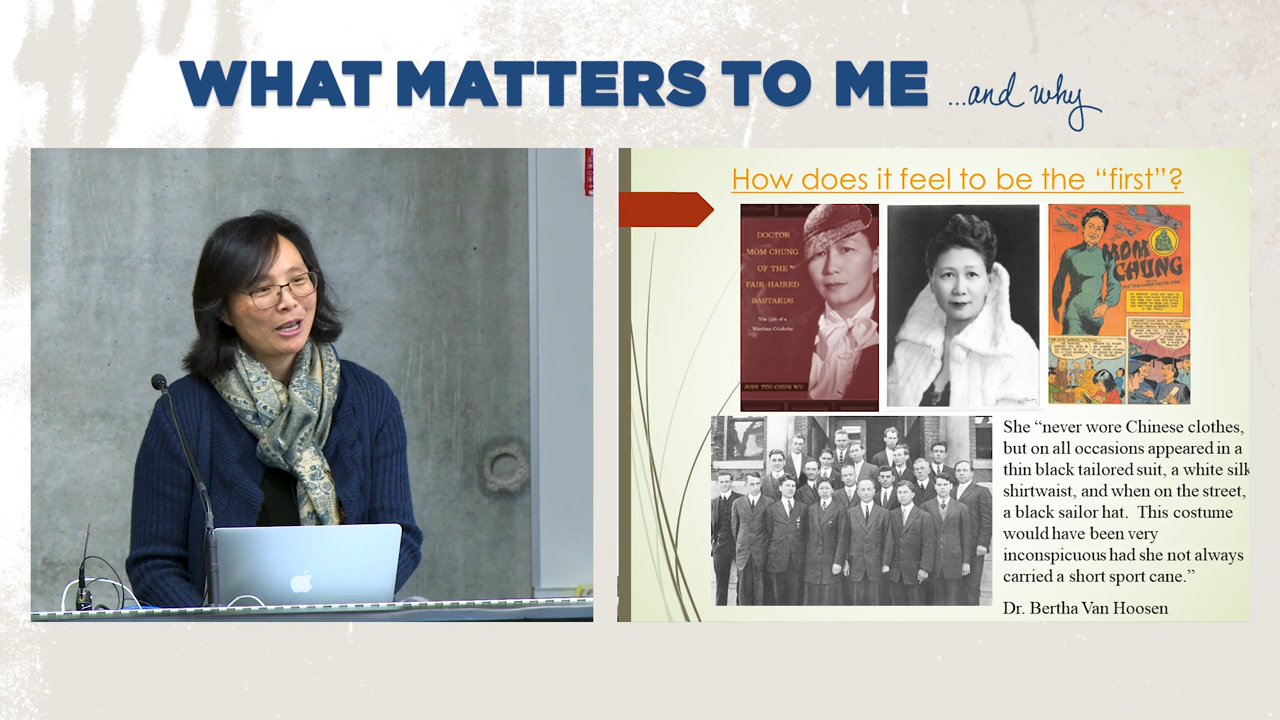 WHAT MATTERS TO ME ...and why
How does it feel to be the “first”?
DOCTOR
MOM CHUNG
OF THE
FAIR-HAIRED
BASTARDS
The Life of a
Wartime Celebrity
JUDY TZU-CHUN WU
MOM
CHUNG
She “never wore Chinese clothes,
but on all occasions appeared in a
thin black tailored suit, a white silk
shirtwaist, and when on the street,
a black sailor hat. This costume
would have been very
inconspicuous had she not always
carried a short sport cane.”
Dr. Bertha Van Hoosen